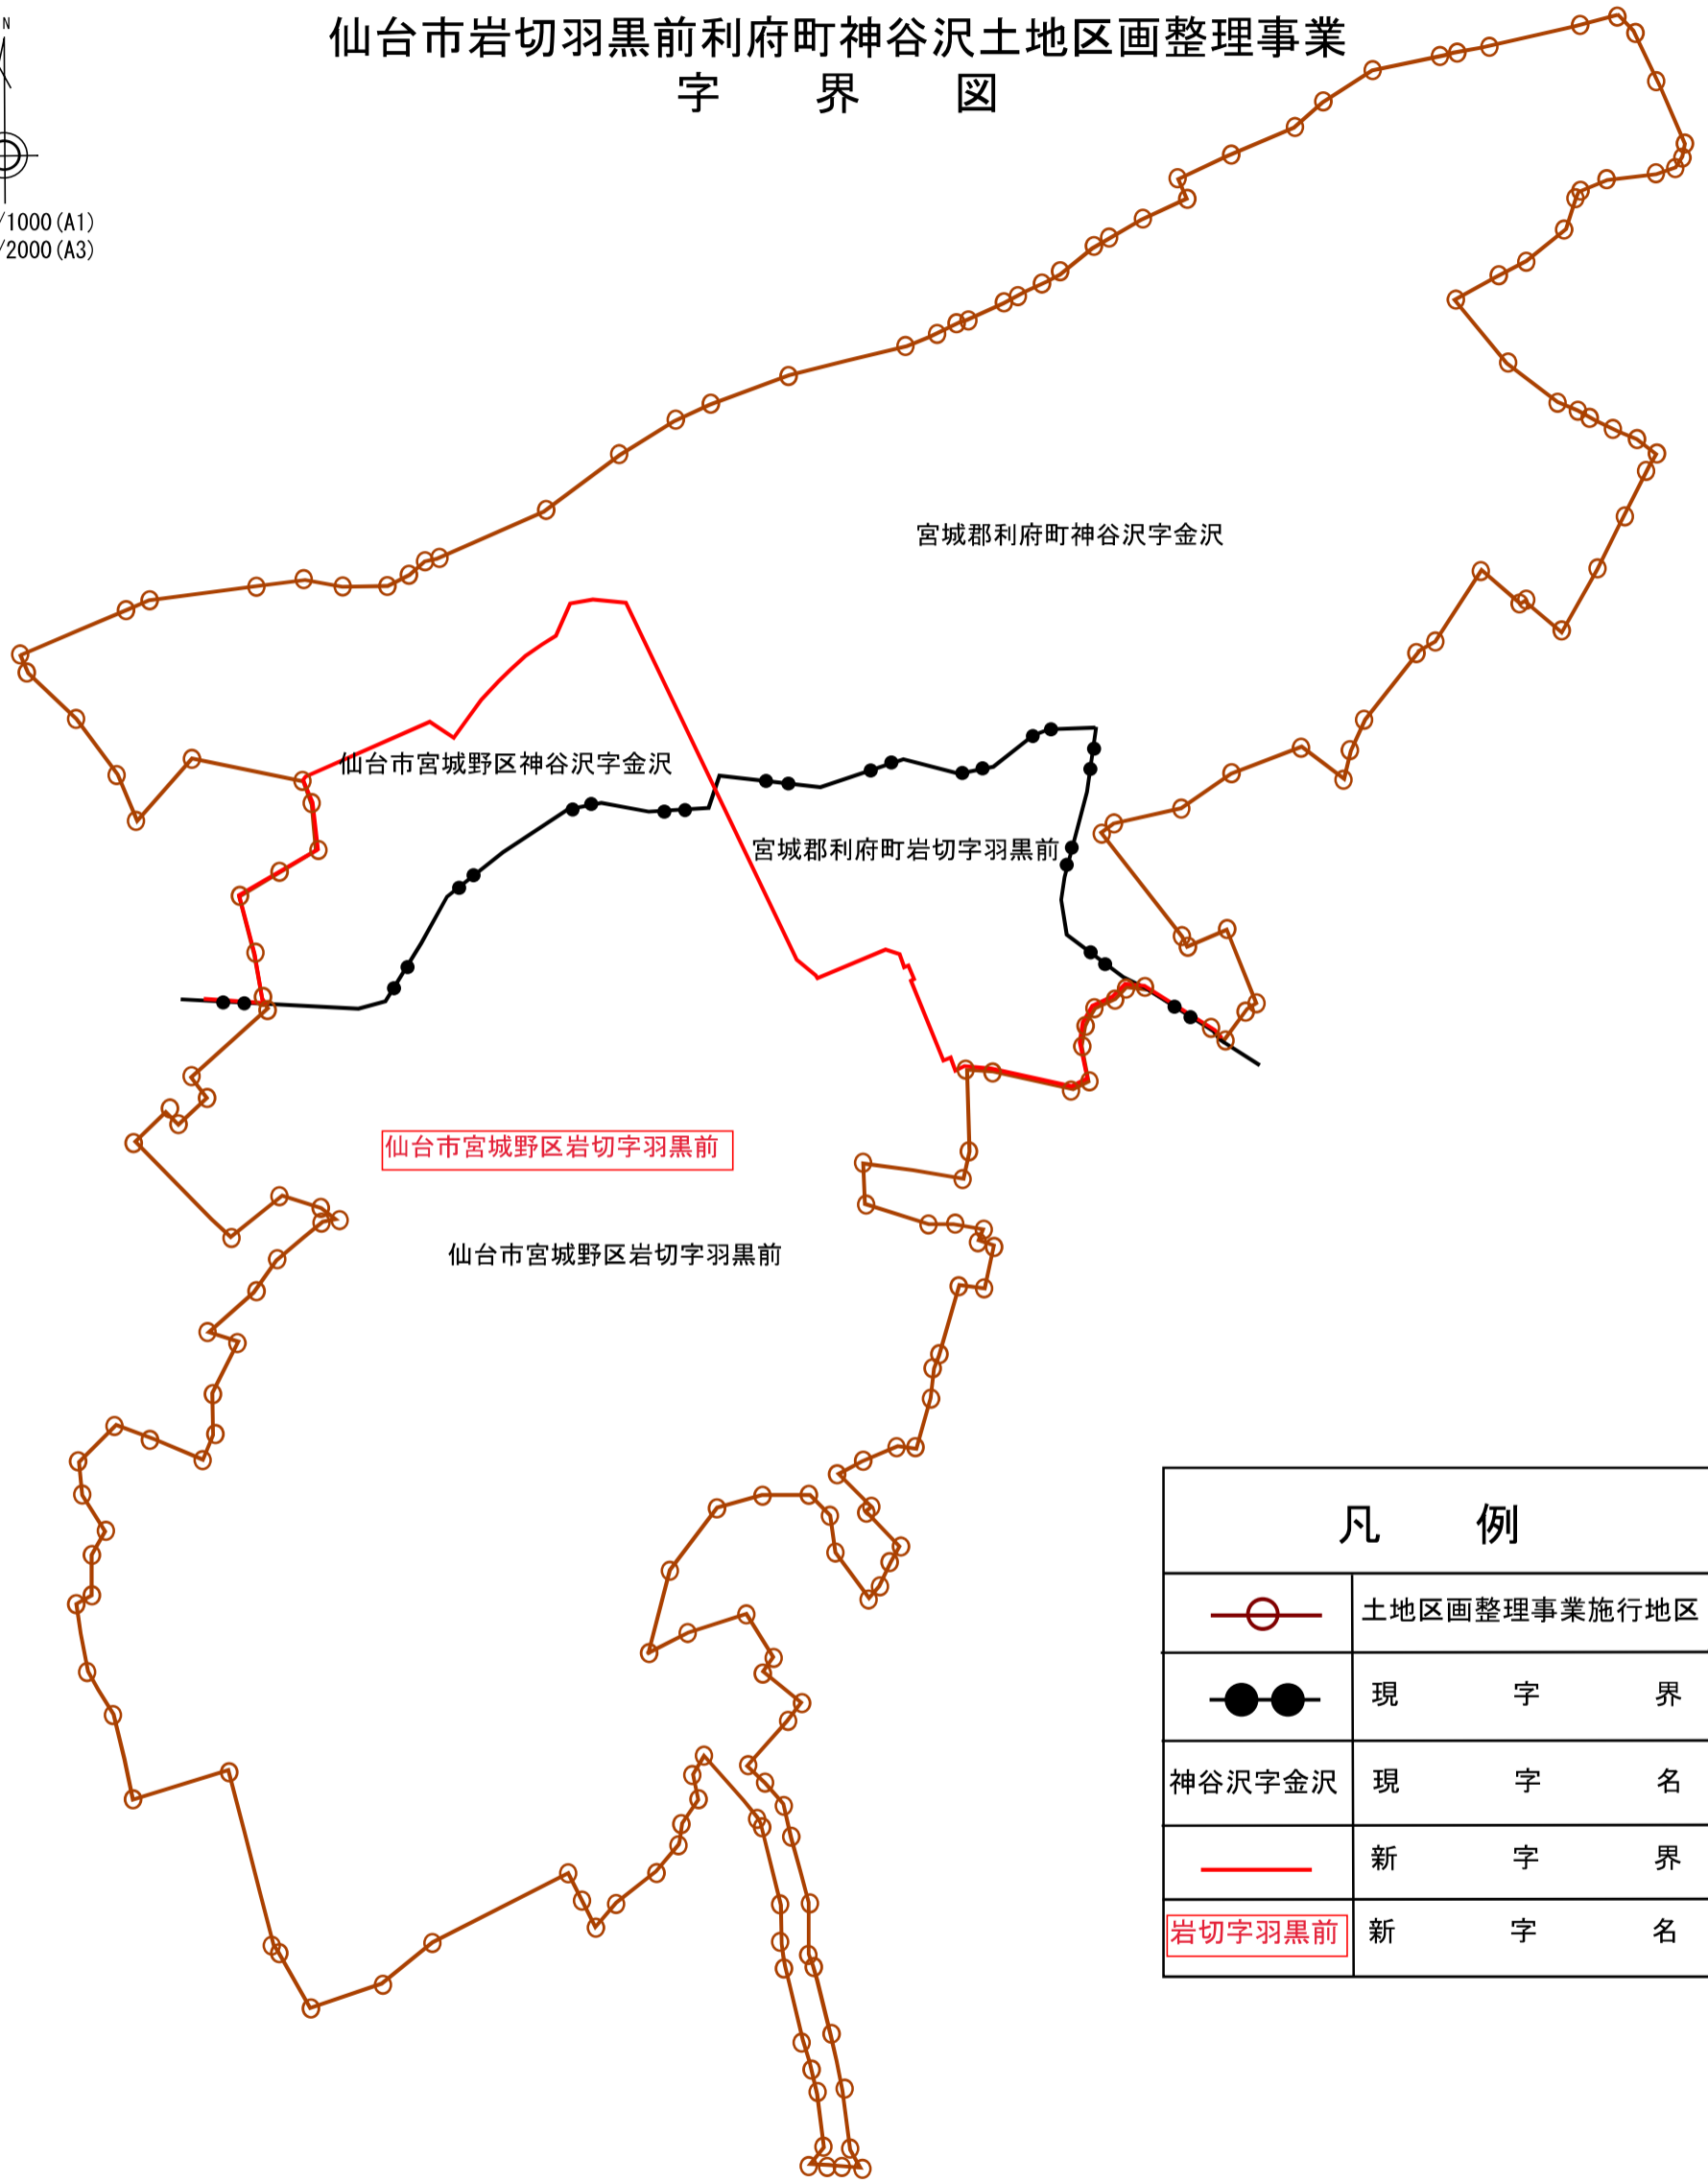 N
仙台市岩切羽黒前利府町神谷沢土地区画整理事業
字 界 図
/1000(A1)
/2000(A3)
宮城郡利府町神谷沢字金沢
仙台市宮城野区神谷沢字金沢
宮城郡利府町岩切字羽黒前
仙台市宮城野区岩切字羽黒前
仙台市宮城野区岩切字羽黒前
凡 例
土地区画整理事業施行地区
現 字 界
神谷沢字金沢 現 字 名
新 字 界
岩切字羽黒前 新 字 名